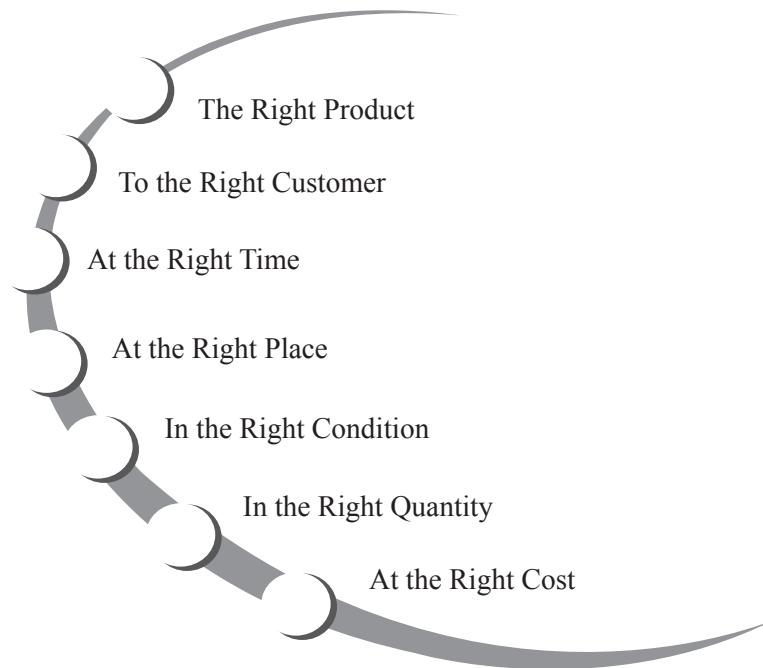 The Right Product
To the Right Customer
At the Right Time
At the Right Place
In the Right Condition
In the Right Quantity
At the Right Cost